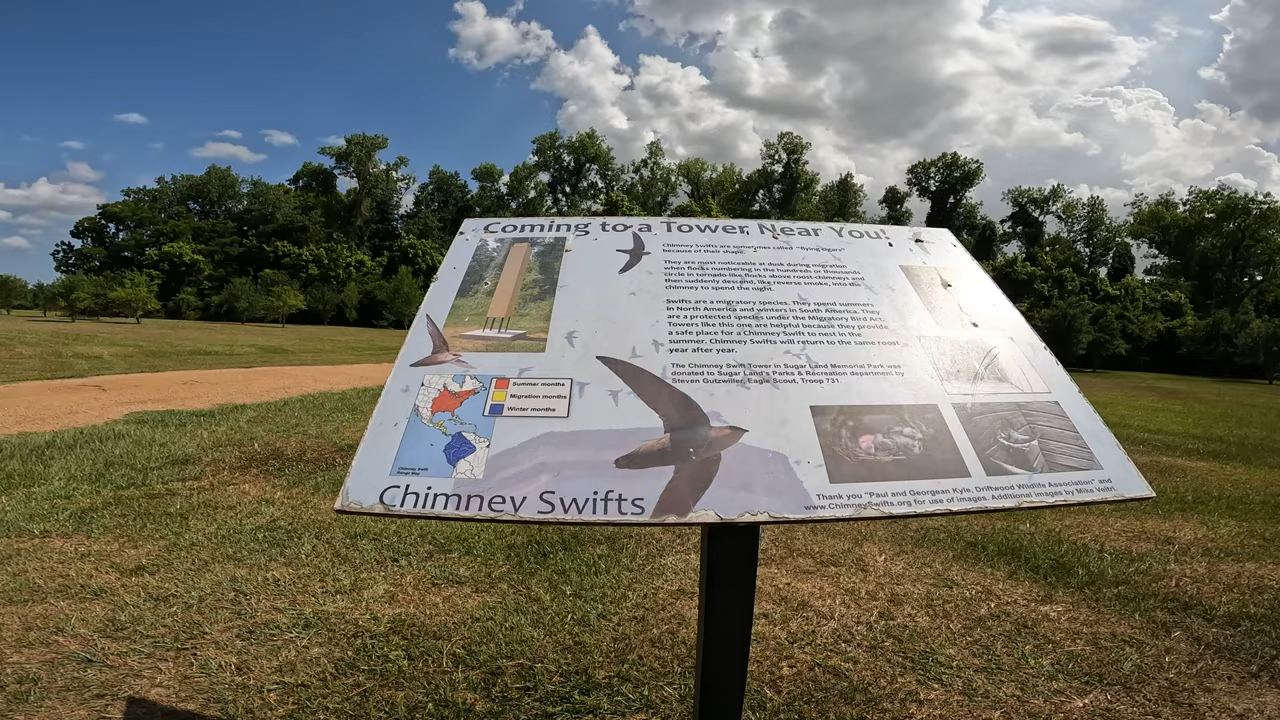 Coming to a Tower Near You!
Chimney Swifts are sometimes called "flying cigars"
because of their shape.
They are most noticeable at dusk during migration
when flocks numbering in the hundreds or thousands
circle in tornado-like flocks above roost chimneys and
then suddenly descend, like reverse smoke, into the
chimney to spend the night.
Swifts are a migratory species. They spend summers
in North America and winters in South America. They
are a protected species under the Migratory Bird Act.
Towers like this one are helpful because they provide
a safe place for a Chimney Swift to nest in the
summer. Chimney Swifts will return to the same roost
year after year.
The Chimney Swift Tower in Sugar Land Memorial Park was
donated to Sugar Land's Parks & Recreation department by
Steven Gutzwiller, Eagle Scout, Troop 731.
Summer months
Migration months
Winter months
Chimney Swift
Range Map
Chimney Swifts
Thank you "Paul and Georgean Kyle, Driftwood Wildlife Association" and
www.ChimneySwifts.org for use of images. Additional images by Mike Veltri.